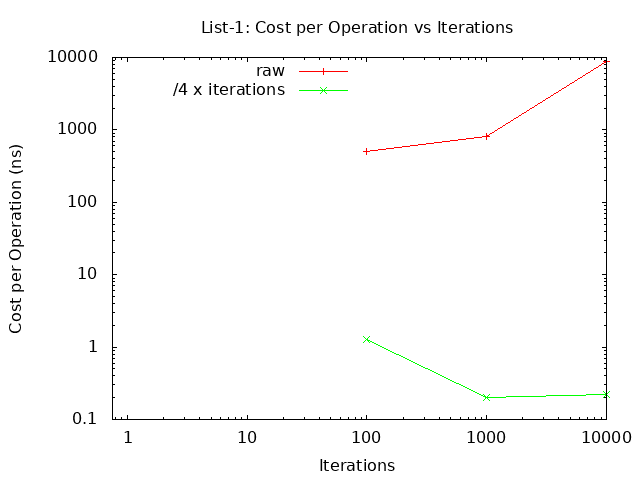 List-1: Cost per Operation vs Iterations
10000
1000
100
10
1
0.1
raw
/4 x iterations
Cost per Operation (ns)
1 10 100 1000 10000
Iterations